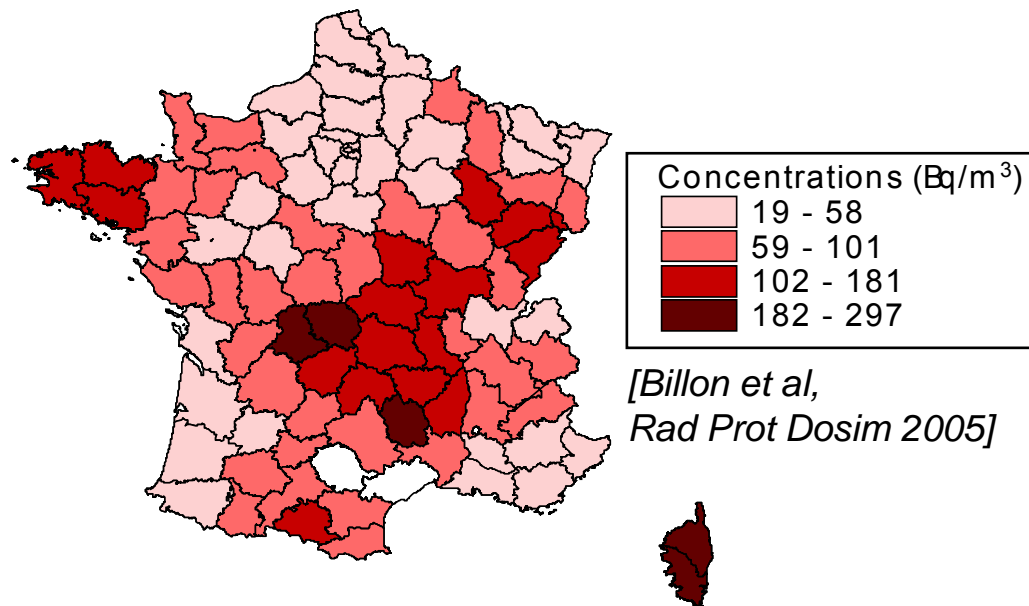 Concentrations (Bq/m³)
19 - 58
59 - 101
102 - 181
182 - 297
[Billon et al,
Rad Prot Dosim 2005]